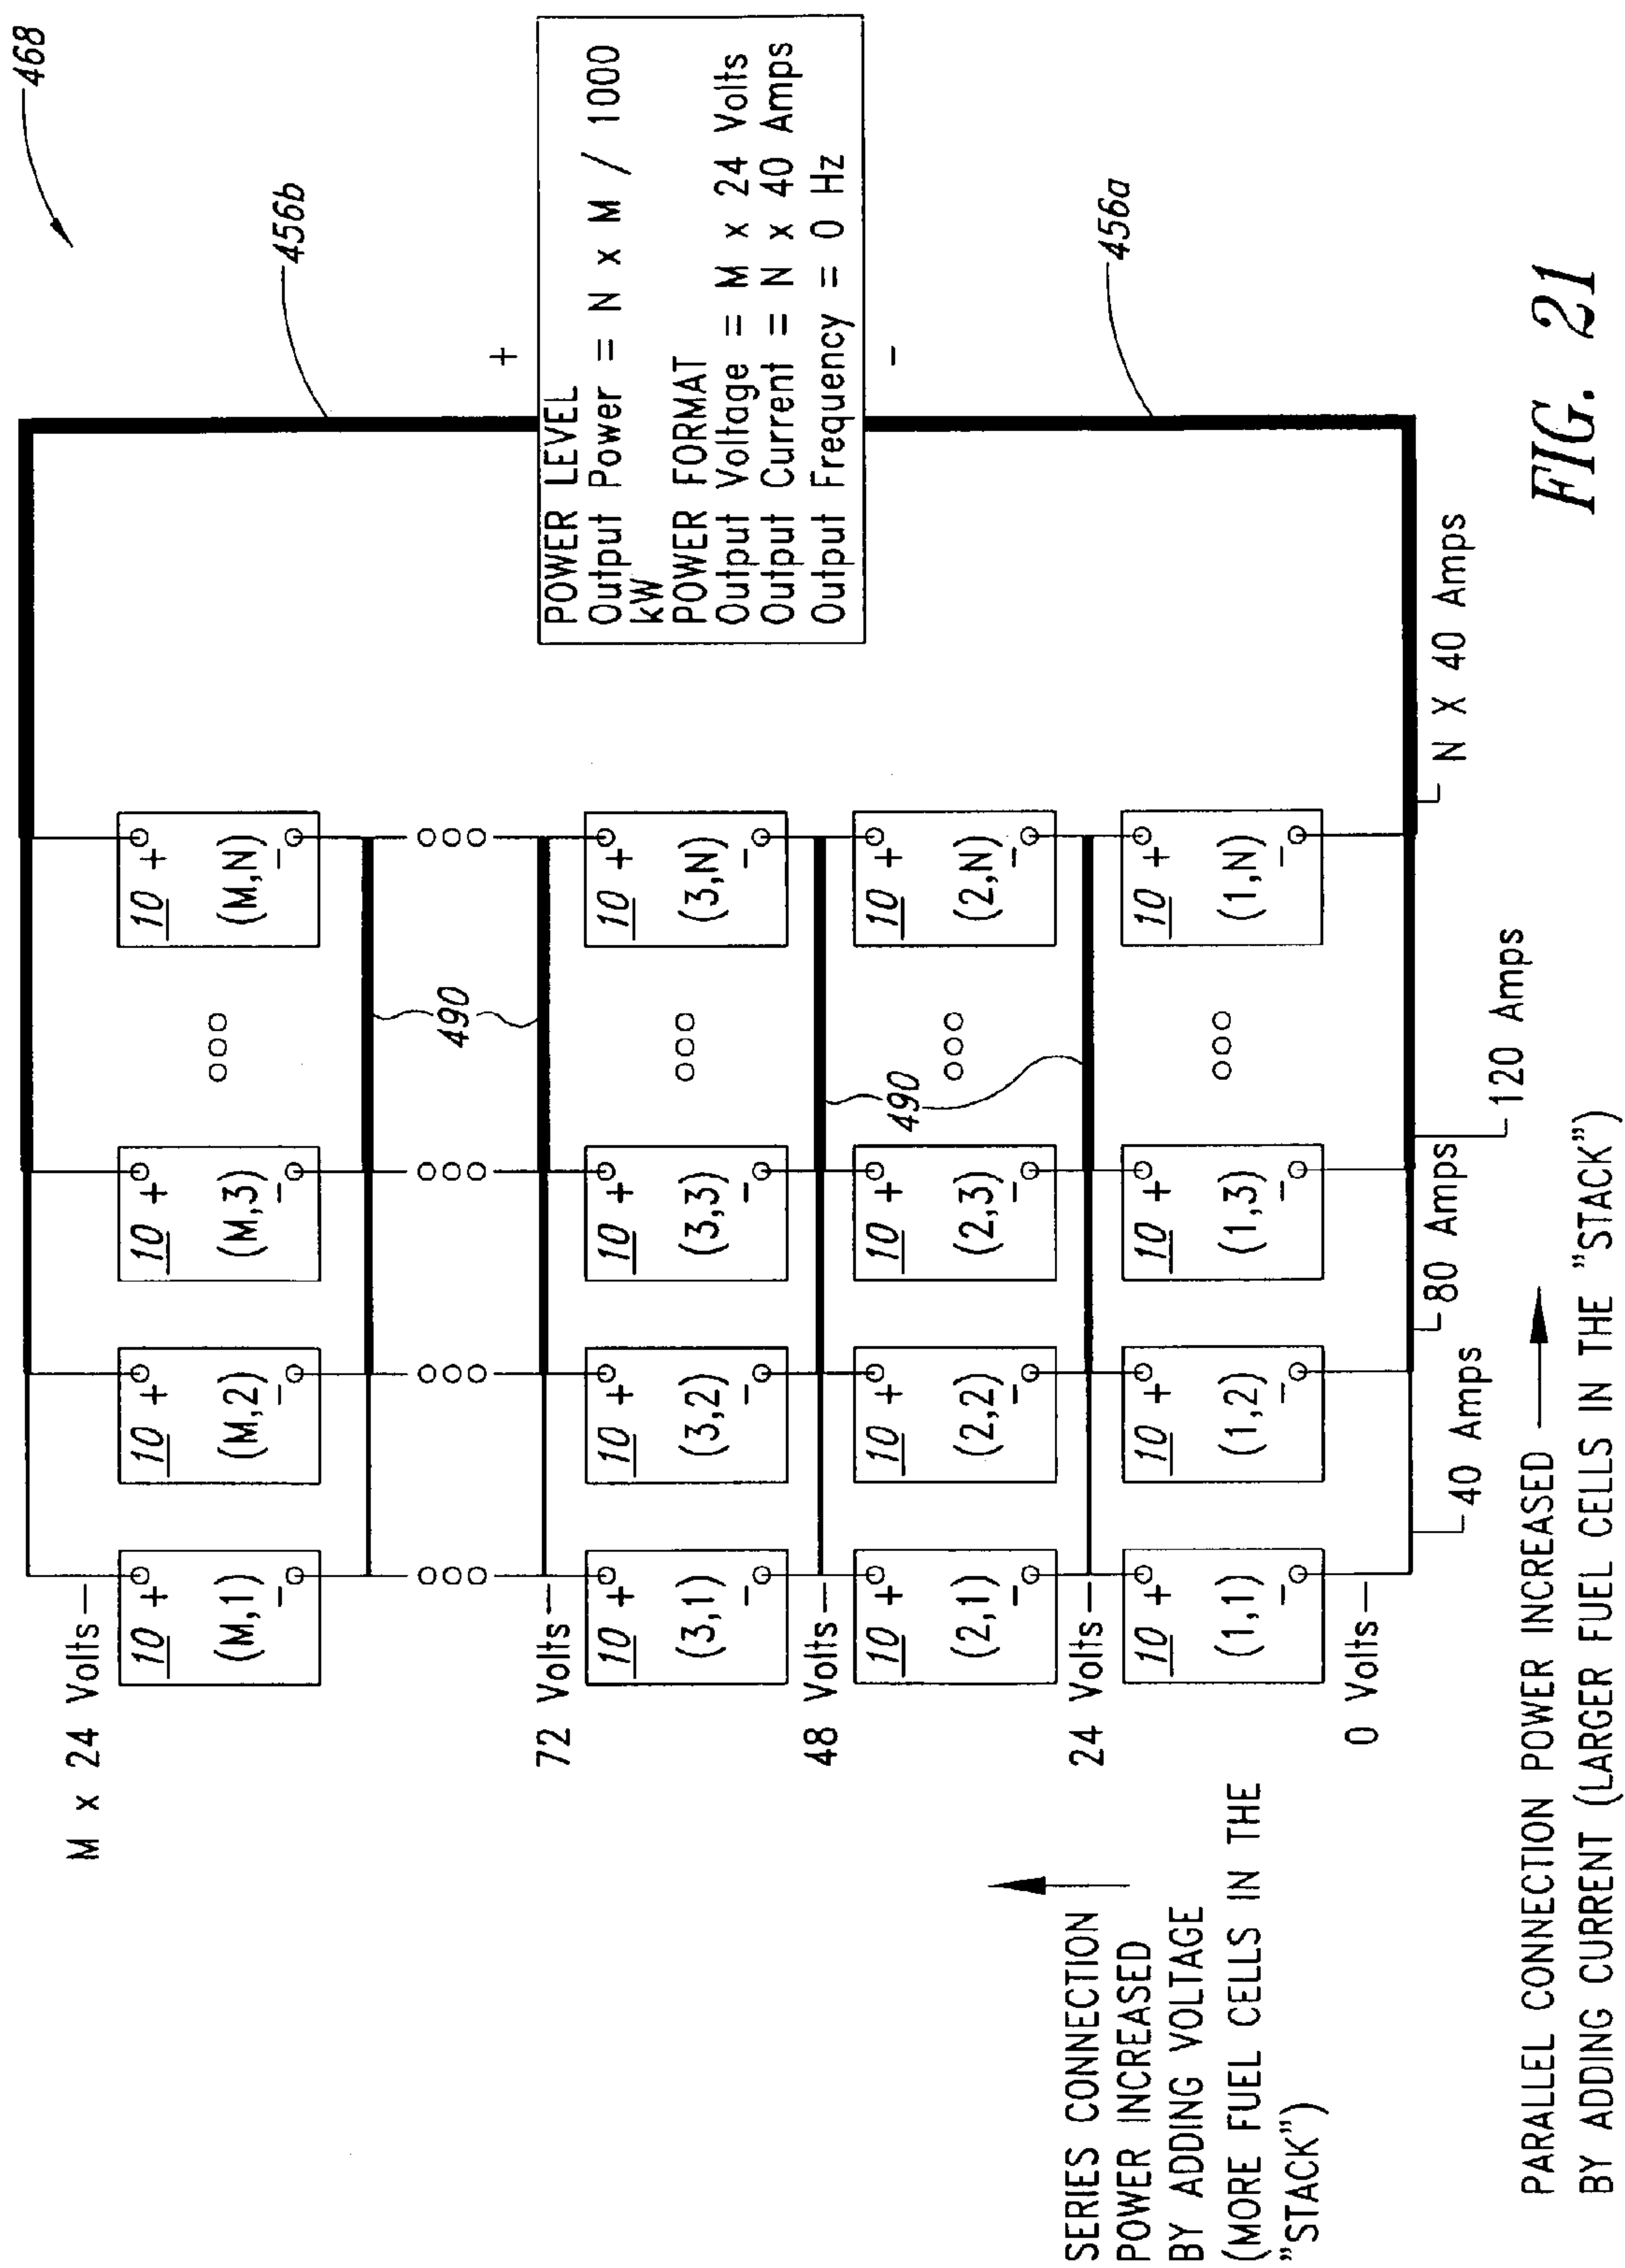 468
456b
+
POWER LEVEL
Output Power = N x M / 1000
kW
POWER FORMAT
Output Voltage = M x 24 Volts
Output Current = N x 40 Amps
Output Frequency = 0 Hz
-
456a
M x 24 Volts
10 + (M,1) -
10 + (M,2) -
10 + (M,3) -
10 + (M,N) -
490
72 Volts
10 + (3,1) -
10 + (3,2) -
10 + (3,3) -
10 + (3,N) -
48 Volts
490
10 + (2,1) -
10 + (2,2) -
10 + (2,3) -
10 + (2,N) -
24 Volts
10 + (1,1) -
10 + (1,2) -
10 + (1,3) -
10 + (1,N) -
0 Volts
40 Amps
80 Amps
120 Amps
N X 40 Amps
SERIES CONNECTION
POWER INCREASED
BY ADDING VOLTAGE
(MORE FUEL CELLS IN THE
"STACK")
PARALLEL CONNECTION POWER INCREASED
BY ADDING CURRENT (LARGER FUEL CELLS IN THE "STACK")
FIG. 21